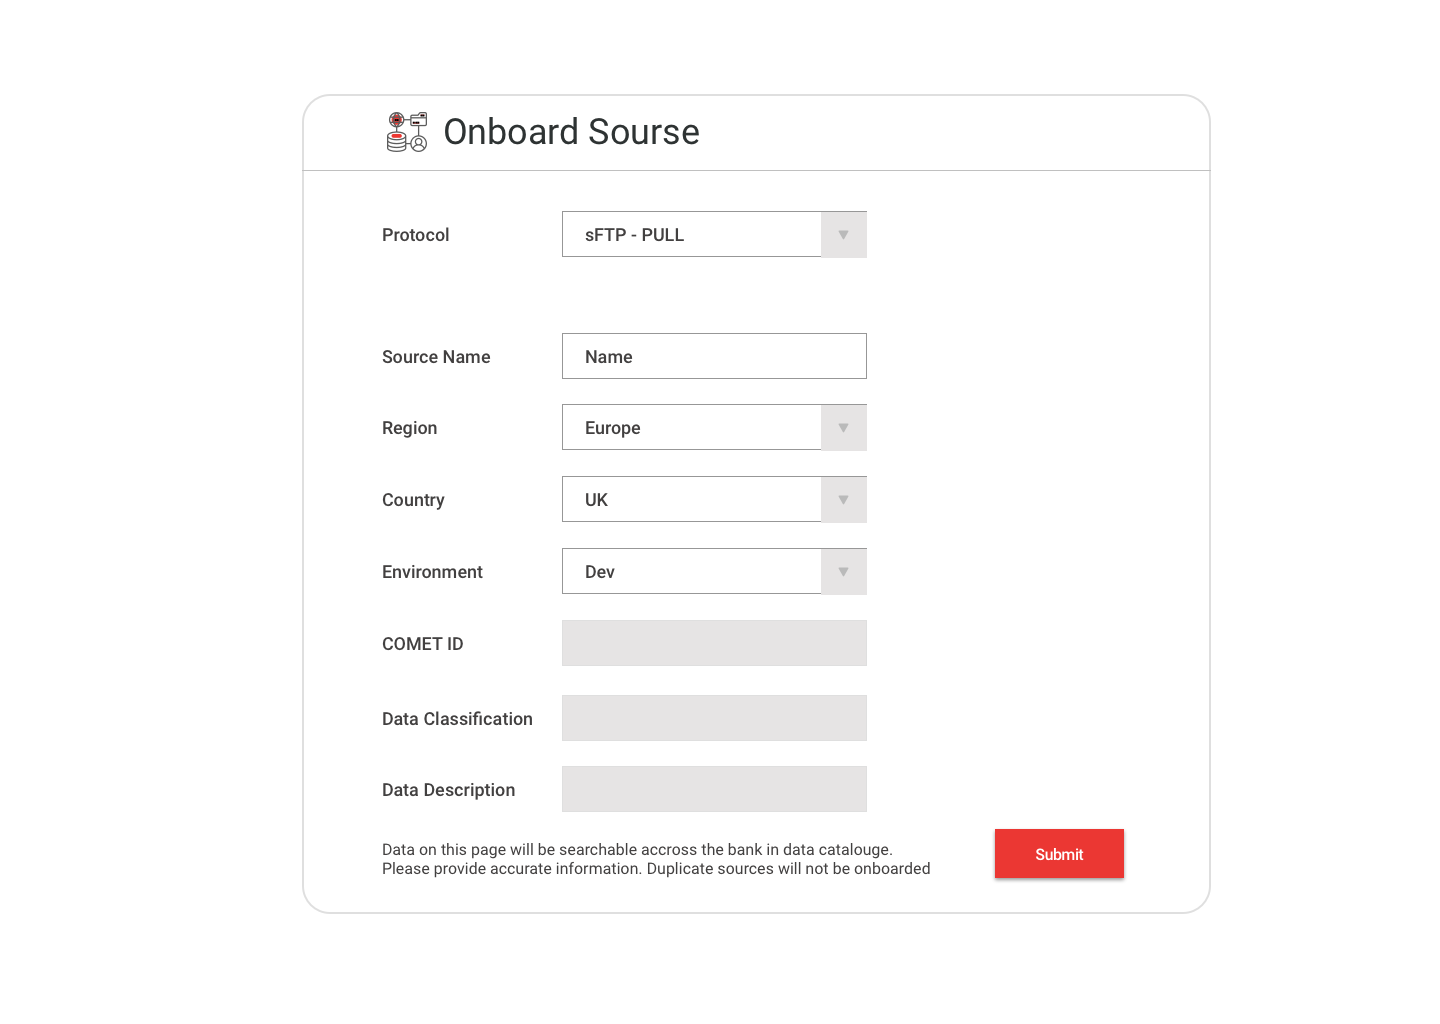 Onboard Sourse
Protocol
sFTP - PULL
Source Name
Name
Region
Europe
Country
UK
Environment
Dev
COMET ID
Data Classification
Data Description
Data on this page will be searchable accross the bank in data catalouge.
Please provide accurate information. Duplicate sources will not be onboarded
Submit